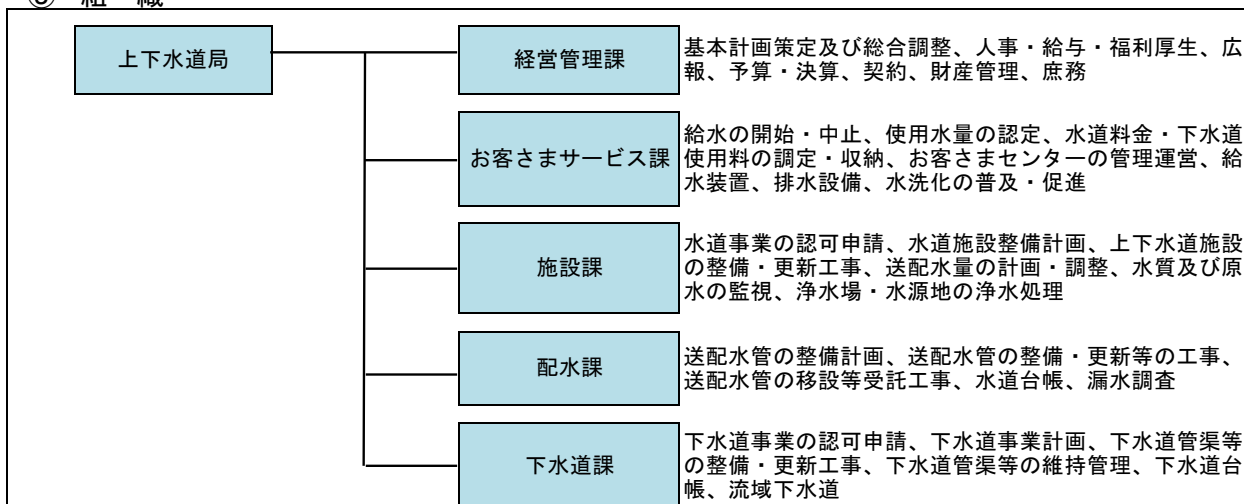 上下水道局
経営管理課
基本計画策定及び総合調整、人事・給与・福利厚生、広
報、予算・決算、契約、財産管理、庶務
お客さまサービス課
給水の開始・中止、使用水量の認定、水道料金・下水道
使用料の調定・収納、お客さまセンターの管理運営、給
水装置、排水設備、水洗化の普及・促進
施設課
水道事業の認可申請、水道施設整備計画、上下水道施設
の整備・更新工事、送配水量の計画・調整、水質及び原
水の監視、浄水場・水源地の浄水処理
配水課
送配水管の整備計画、送配水管の整備・更新等の工事、
送配水管の移設等受託工事、水道台帳、漏水調査
下水道課
下水道事業の認可申請、下水道事業計画、下水道管渠等
の整備・更新工事、下水道管渠等の維持管理、下水道台
帳、流域下水道